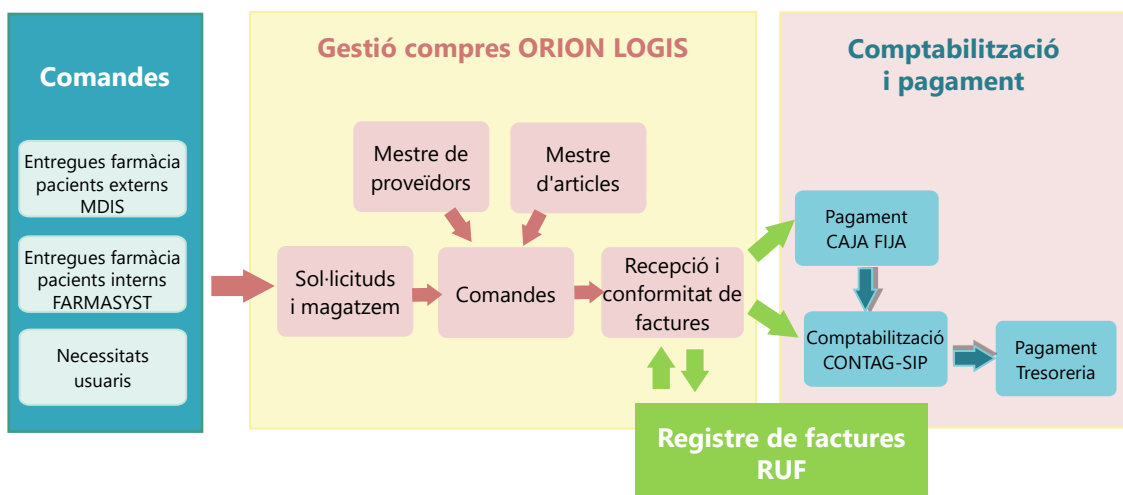 Comandes
Entregues farmàcia
pacients externs
MDIS
Entregues farmàcia
pacients interns
FARMASYST
Necessitats
usuaris
Gestió compres ORION LOGIS
Mestre de
proveïdors
Mestre
d'articles
Sol·licituds
i magatzem
Comandes
Recepció i
conformitat de
factures
Registre de factures
RUF
Comptabilització
i pagament
Pagament
CAJA FIJA
Comptabilització
CONTAG-SIP
Pagament
Tresoreria